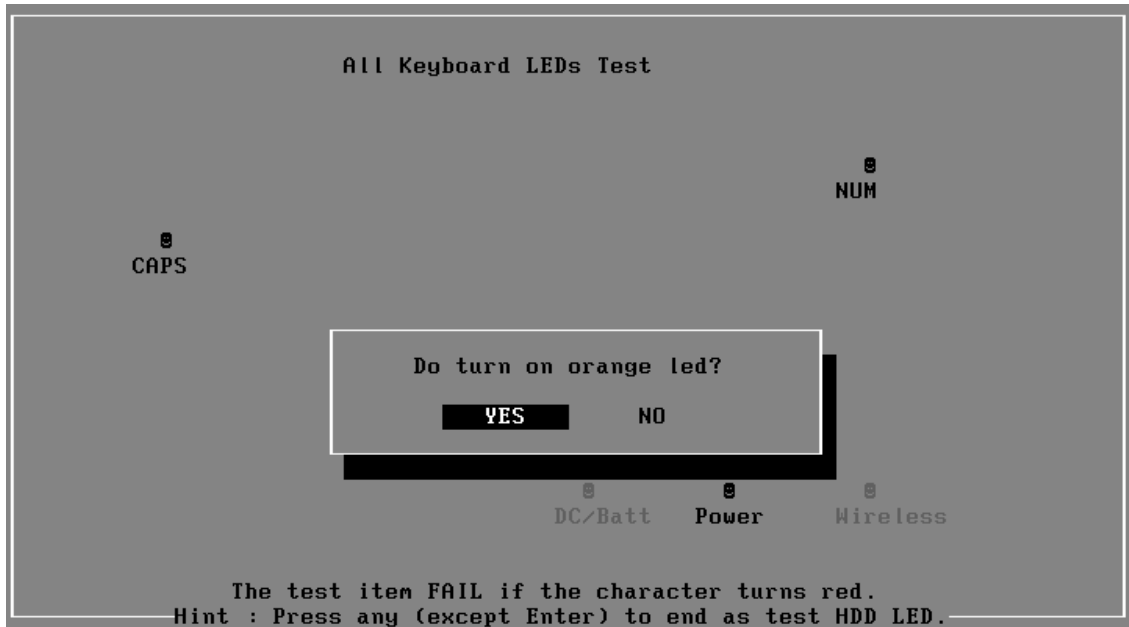 All Keyboard LEDs Test
NUM
CAPS
Do turn on orange led?
YES NO
DC/Batt Power Wireless
The test item FAIL if the character turns red.
Hint : Press any (except Enter) to end as test HDD LED.